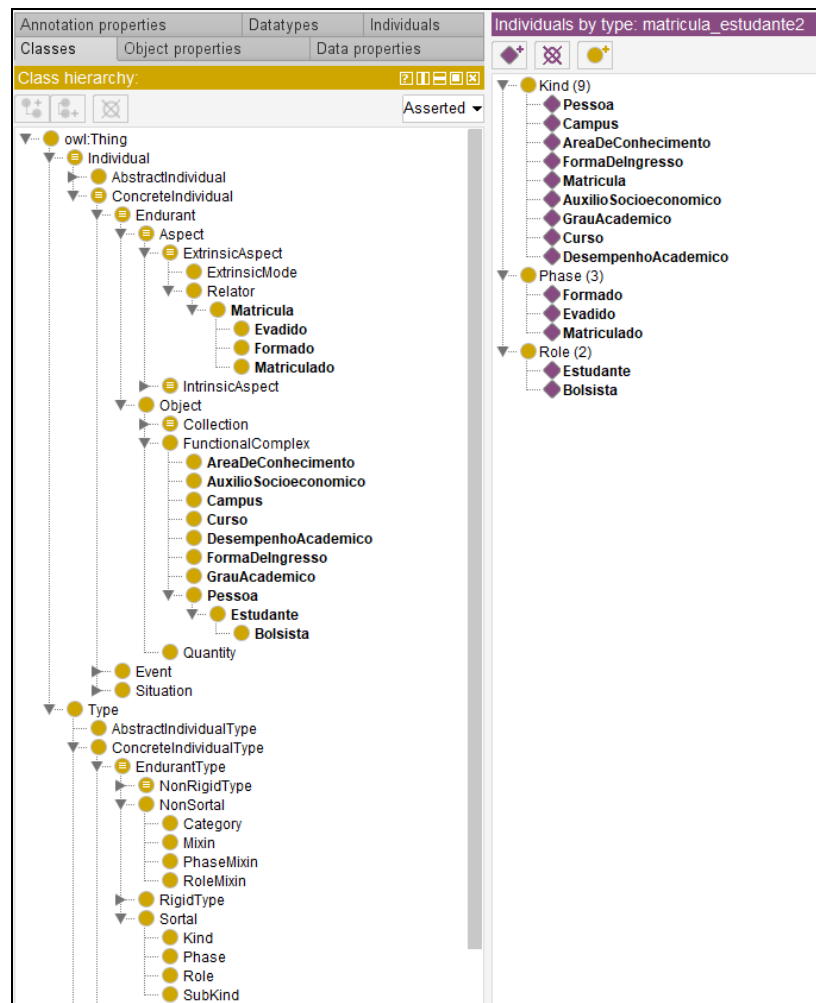 Annotation properties Datatypes Individuals
Classes Object properties Data properties
Class hierarchy:
Asserted
owl:Thing
Individual
AbstractIndividual
ConcreteIndividual
Endurant
Aspect
ExtrinsicAspect
ExtrinsicMode
Relator
Matricula
Evadido
Formado
Matriculado
IntrinsicAspect
Object
Collection
FunctionalComplex
AreaDeConhecimento
AuxilioSocioeconomico
Campus
Curso
DesempenhoAcademico
FormaDeIngresso
GrauAcademico
Pessoa
Estudante
Bolsista
Quantity
Event
Situation
Type
AbstractIndividualType
ConcreteIndividualType
EndurantType
NonRigidType
NonSortal
Category
Mixin
PhaseMixin
RoleMixin
RigidType
Sortal
Kind
Phase
Role
SubKind
Individuals by type: matricula_estudante2
Kind (9)
Pessoa
Campus
AreaDeConhecimento
FormaDeIngresso
Matricula
AuxilioSocioeconomico
GrauAcademico
Curso
DesempenhoAcademico
Phase (3)
Formado
Evadido
Matriculado
Role (2)
Estudante
Bolsista